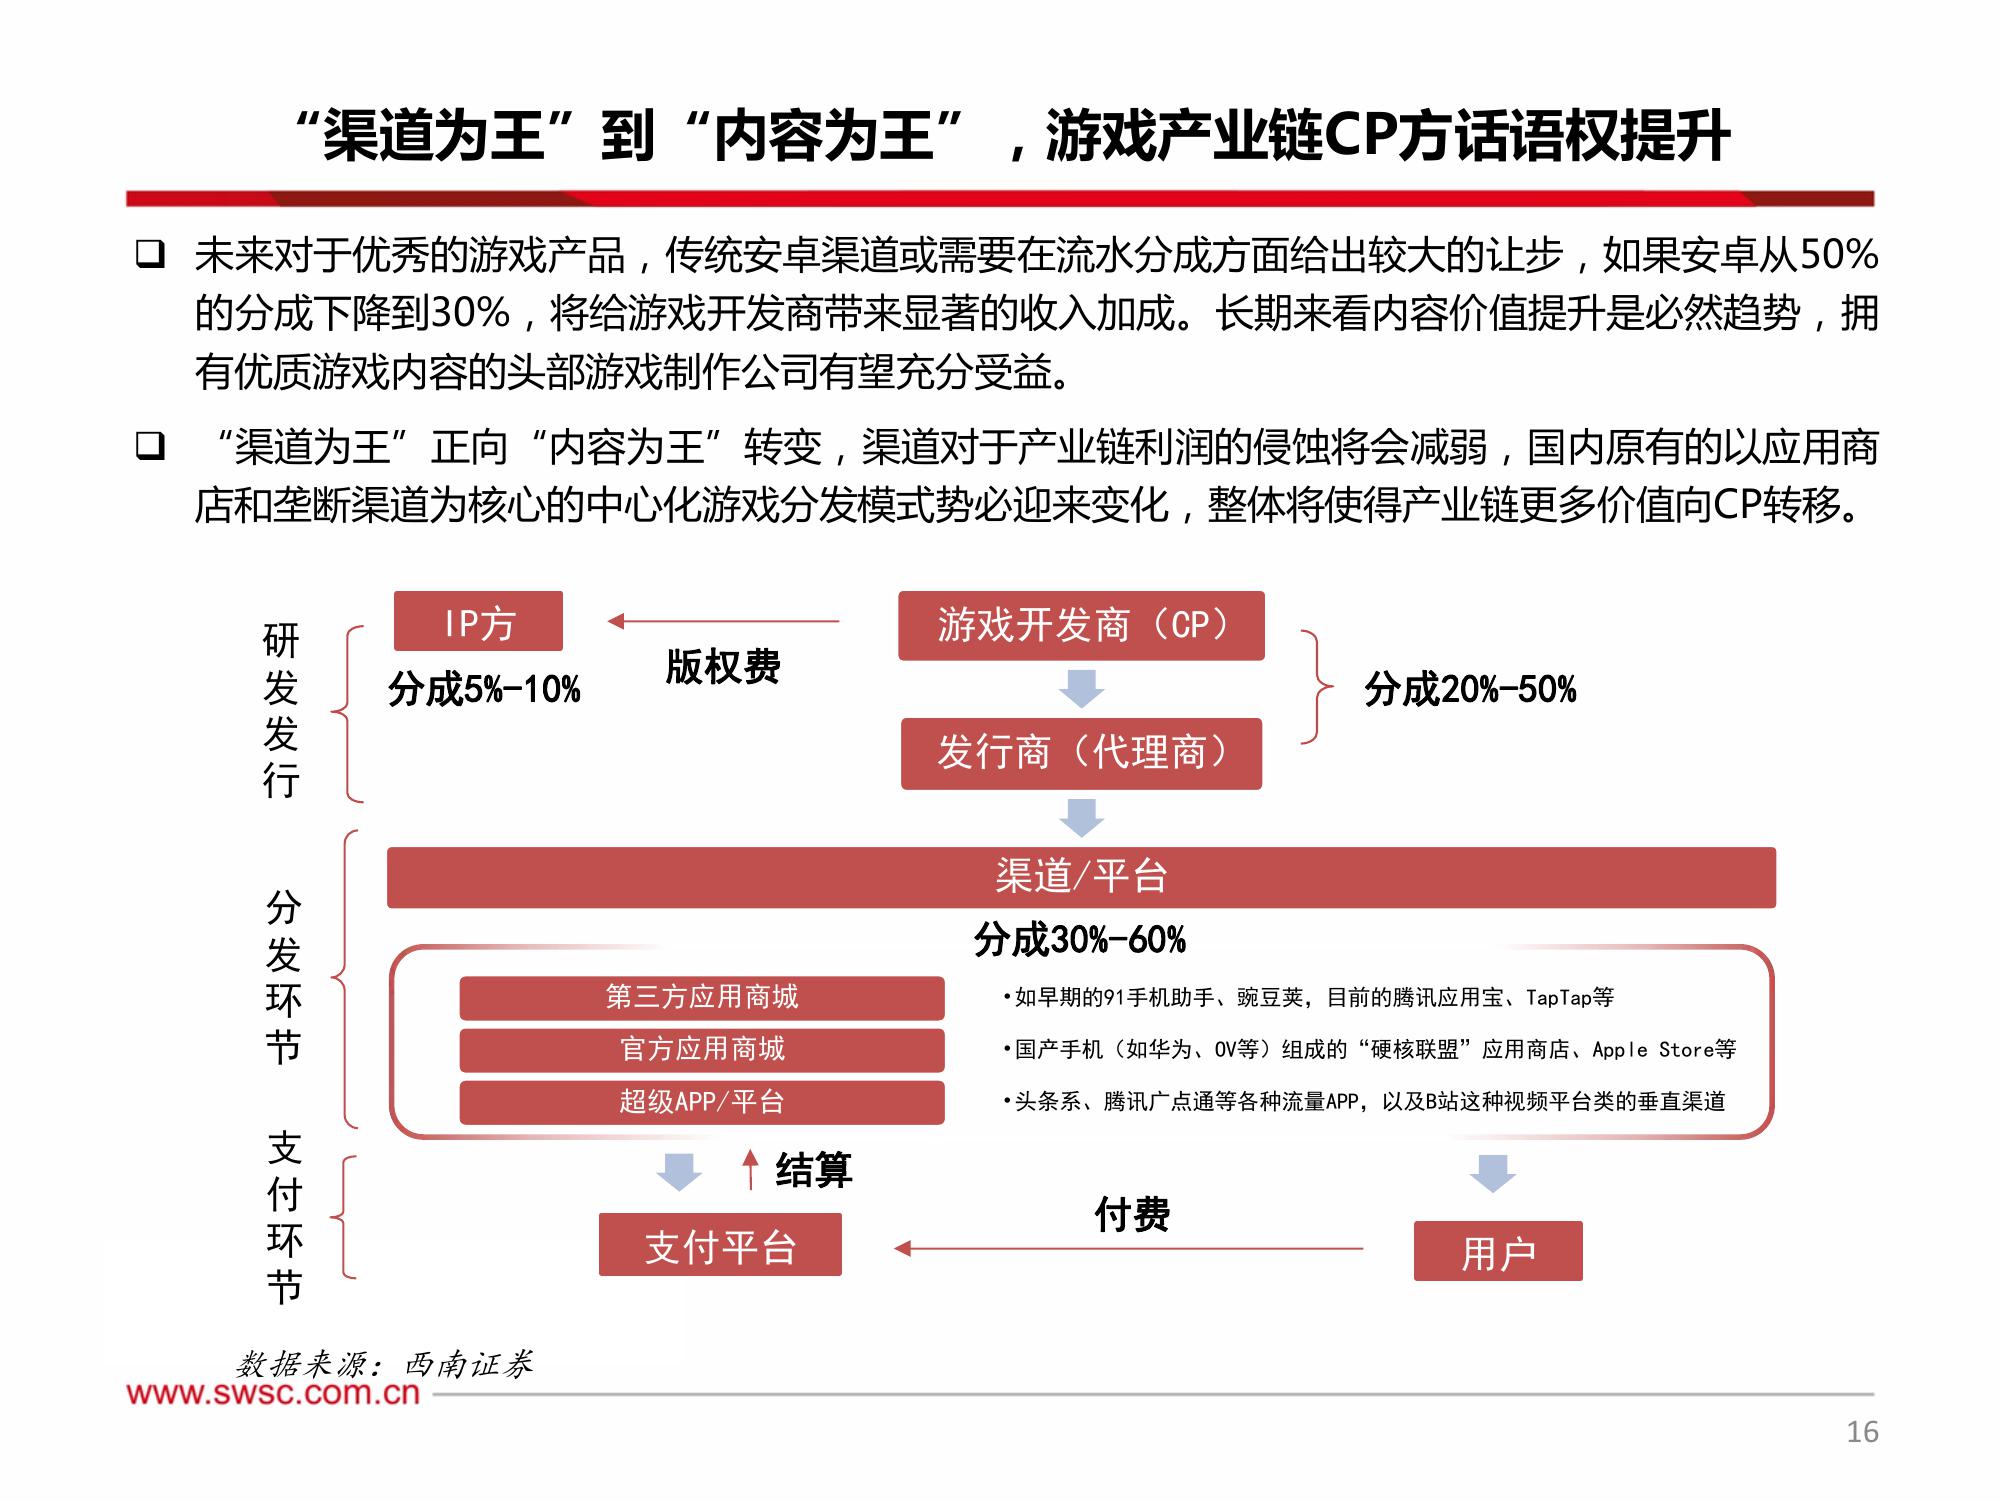 “渠道为王”到“内容为王”，游戏产业链CP方话语权提升
❑ 未来对于优秀的游戏产品，传统安卓渠道或需要在流水分成方面给出较大的让步，如果安卓从50%
的分成下降到30%，将给游戏开发商带来显著的收入加成。长期来看内容价值提升是必然趋势，拥
有优质游戏内容的头部游戏制作公司有望充分受益。
❑ “渠道为王”正向“内容为王”转变，渠道对于产业链利润的侵蚀将会减弱，国内原有的以应用商
店和垄断渠道为核心的中心化游戏分发模式势必迎来变化，整体将使得产业链更多价值向CP转移。
研发发行
IP方
分成5%-10%
版权费
游戏开发商（CP）
发行商（代理商）
分成20%-50%
分发环节
渠道/平台
分成30%-60%
第三方应用商城
•如早期的91手机助手、豌豆荚，目前的腾讯应用宝、TapTap等
官方应用商城
•国产手机（如华为、OV等）组成的“硬核联盟”应用商店、Apple Store等
超级APP/平台
•头条系、腾讯广点通等各种流量APP，以及B站这种视频平台类的垂直渠道
支付环节
结算
支付平台
付费
用户
数据来源：西南证券
www.swsc.com.cn
16